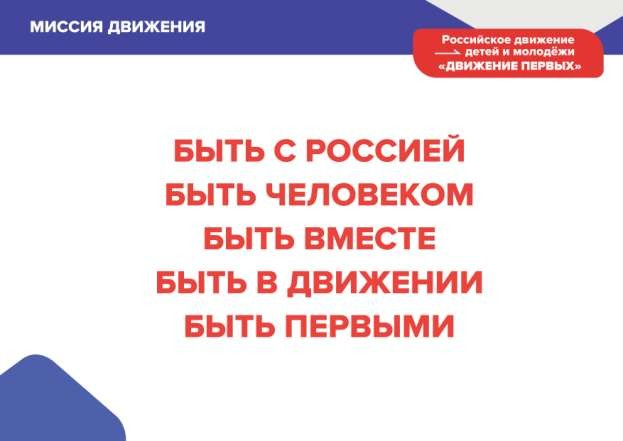 МИССИЯ ДВИЖЕНИЯ
Российское движение
детей и молодёжи
«ДВИЖЕНИЕ ПЕРВЫХ»
БЫТЬ С РОССИЕЙ
БЫТЬ ЧЕЛОВЕКОМ
БЫТЬ ВМЕСТЕ
БЫТЬ В ДВИЖЕНИИ
БЫТЬ ПЕРВЫМИ